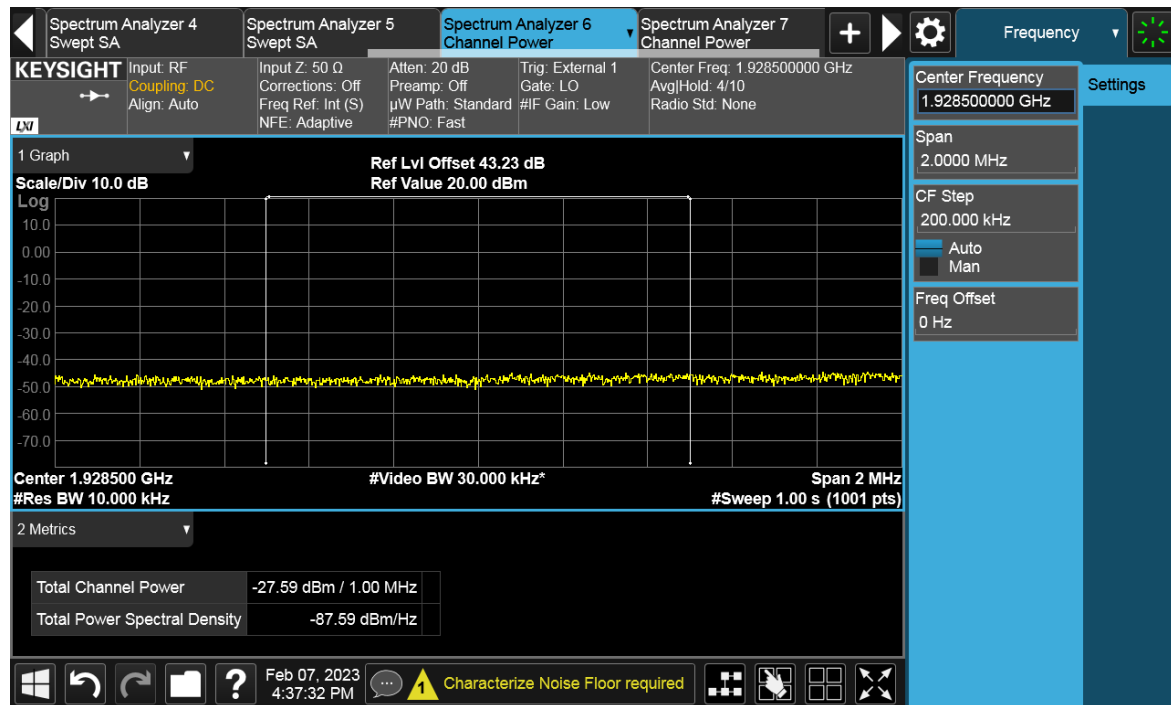 Spectrum Analyzer 4
Swept SA
Spectrum Analyzer 5
Swept SA
Spectrum Analyzer 6
Channel Power
Spectrum Analyzer 7
Channel Power
Frequency
KEYSIGHT
LXI
Input: RF
Coupling: DC
Align: Auto
Input Z: 50 Ω
Corrections: Off
Freq Ref: Int (S)
NFE: Adaptive
Atten: 20 dB
Preamp: Off
µW Path: Standard
#PNO: Fast
Trig: External 1
Gate: LO
#IF Gain: Low
Center Freq: 1.928500000 GHz
Avg|Hold: 4/10
Radio Std: None
Center Frequency
1.928500000 GHz
Settings
Span
2.0000 MHz
CF Step
200.000 kHz
Auto
Man
Freq Offset
0 Hz
1 Graph
Scale/Div 10.0 dB
Ref Lvl Offset 43.23 dB
Ref Value 20.00 dBm
Log
10.0
0.00
-10.0
-20.0
-30.0
-40.0
-50.0
-60.0
-70.0
Center 1.928500 GHz
#Res BW 10.000 kHz
#Video BW 30.000 kHz*
Span 2 MHz
#Sweep 1.00 s (1001 pts)
2 Metrics
Total Channel Power -27.59 dBm / 1.00 MHz
Total Power Spectral Density -87.59 dBm/Hz
?
Feb 07, 2023
4:37:32 PM
1
Characterize Noise Floor required